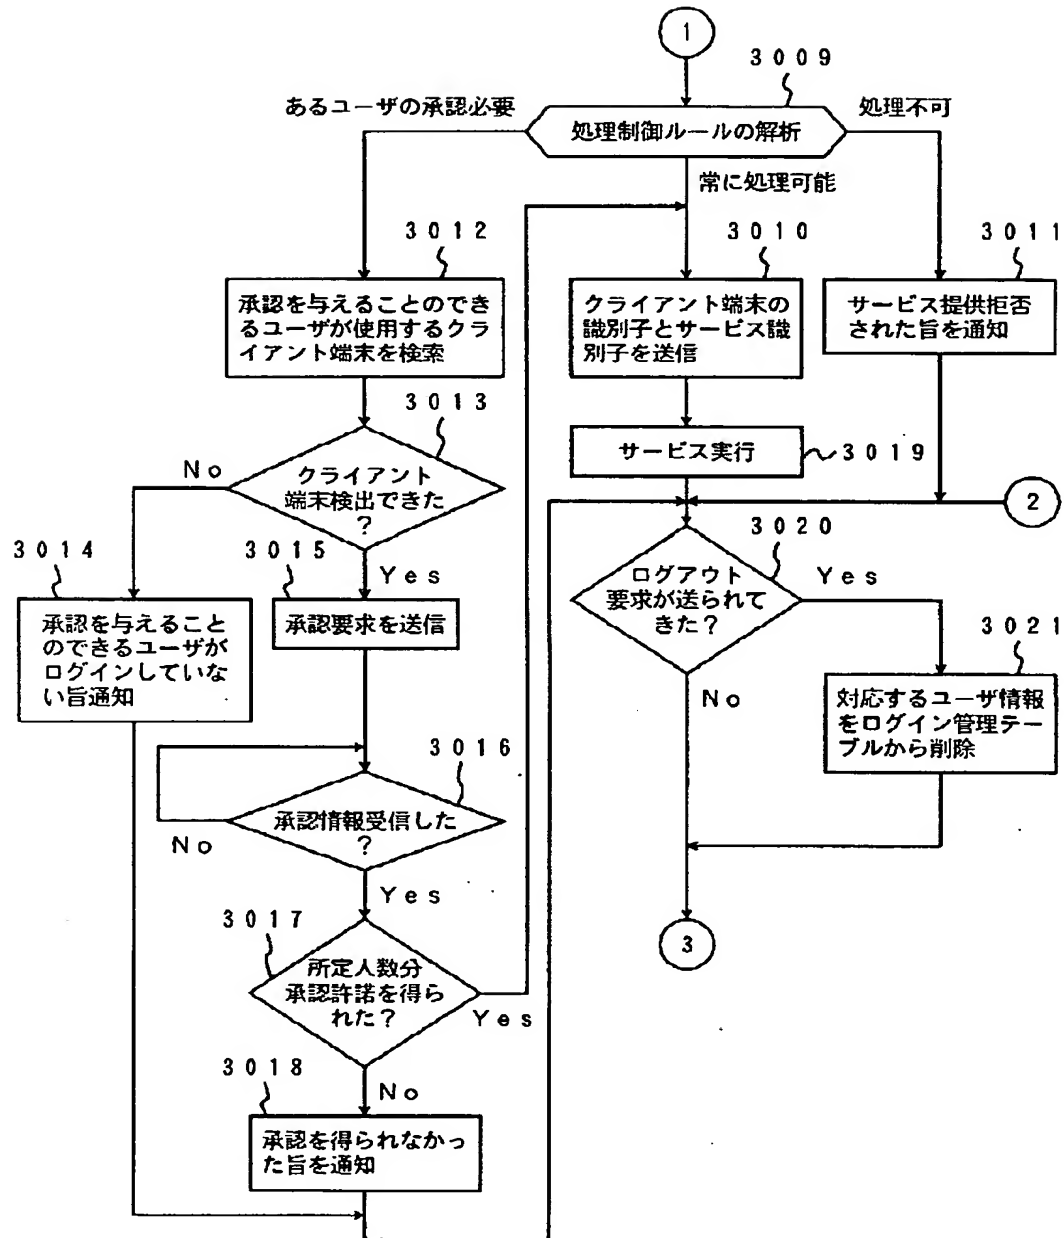 1
3009
あるユーザの承認必要
処理制御ルールの解析
処理不可
常に処理可能
3012
承認を与えることのでき
るユーザが使用するクラ
イアント端末を検索
3010
クライアント端末の
識別子とサービス識
別子を送信
3011
サービス提供拒否
された旨を通知
3013
クライアント
端末検出できた
?
No
Yes
サービス実行
3019
2
3014
承認を与えること
のできるユーザが
ログインしていな
い旨通知
3015
承認要求を送信
3020
ログアウト
要求が送られて
きた?
Yes
No
3021
対応するユーザ情報
をログイン管理テー
ブルから削除
3016
承認情報受信した
?
No
Yes
3
3017
所定人数分
承認許諾を得ら
れた?
Yes
No
3018
承認を得られなかっ
た旨を通知